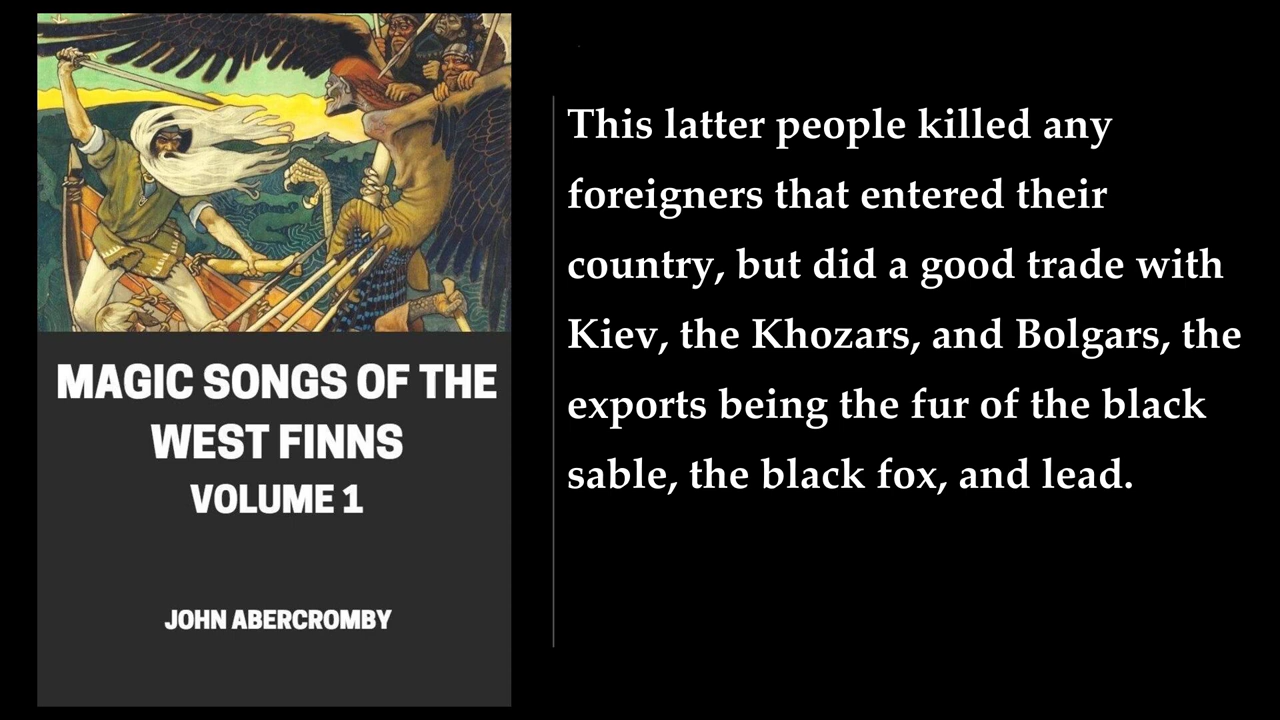 MAGIC SONGS OF THE
WEST FINNS
VOLUME 1
JOHN ABERCROMBY
This latter people killed any
foreigners that entered their
country, but did a good trade with
Kiev, the Khozars, and Bolgars, the
exports being the fur of the black
sable, the black fox, and lead.